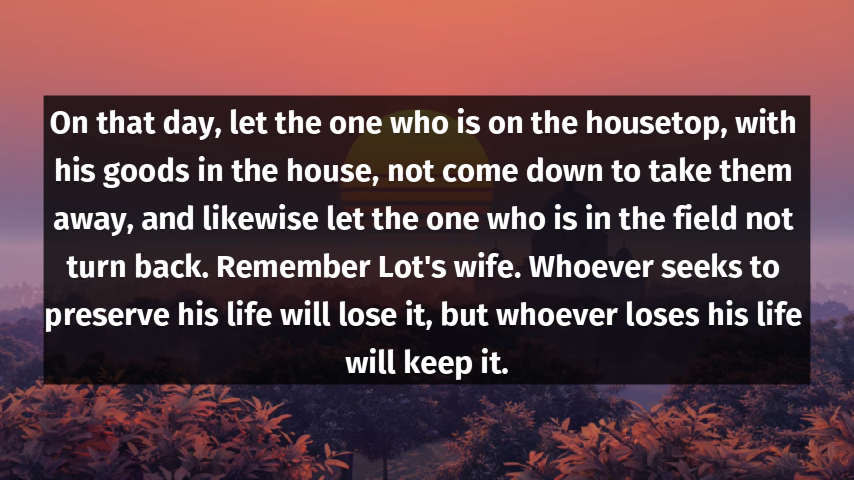 On that day, let the one who is on the housetop, with
his goods in the house, not come down to take them
away, and likewise let the one who is in the field not
turn back. Remember Lot's wife. Whoever seeks to
preserve his life will lose it, but whoever loses his life
will keep it.